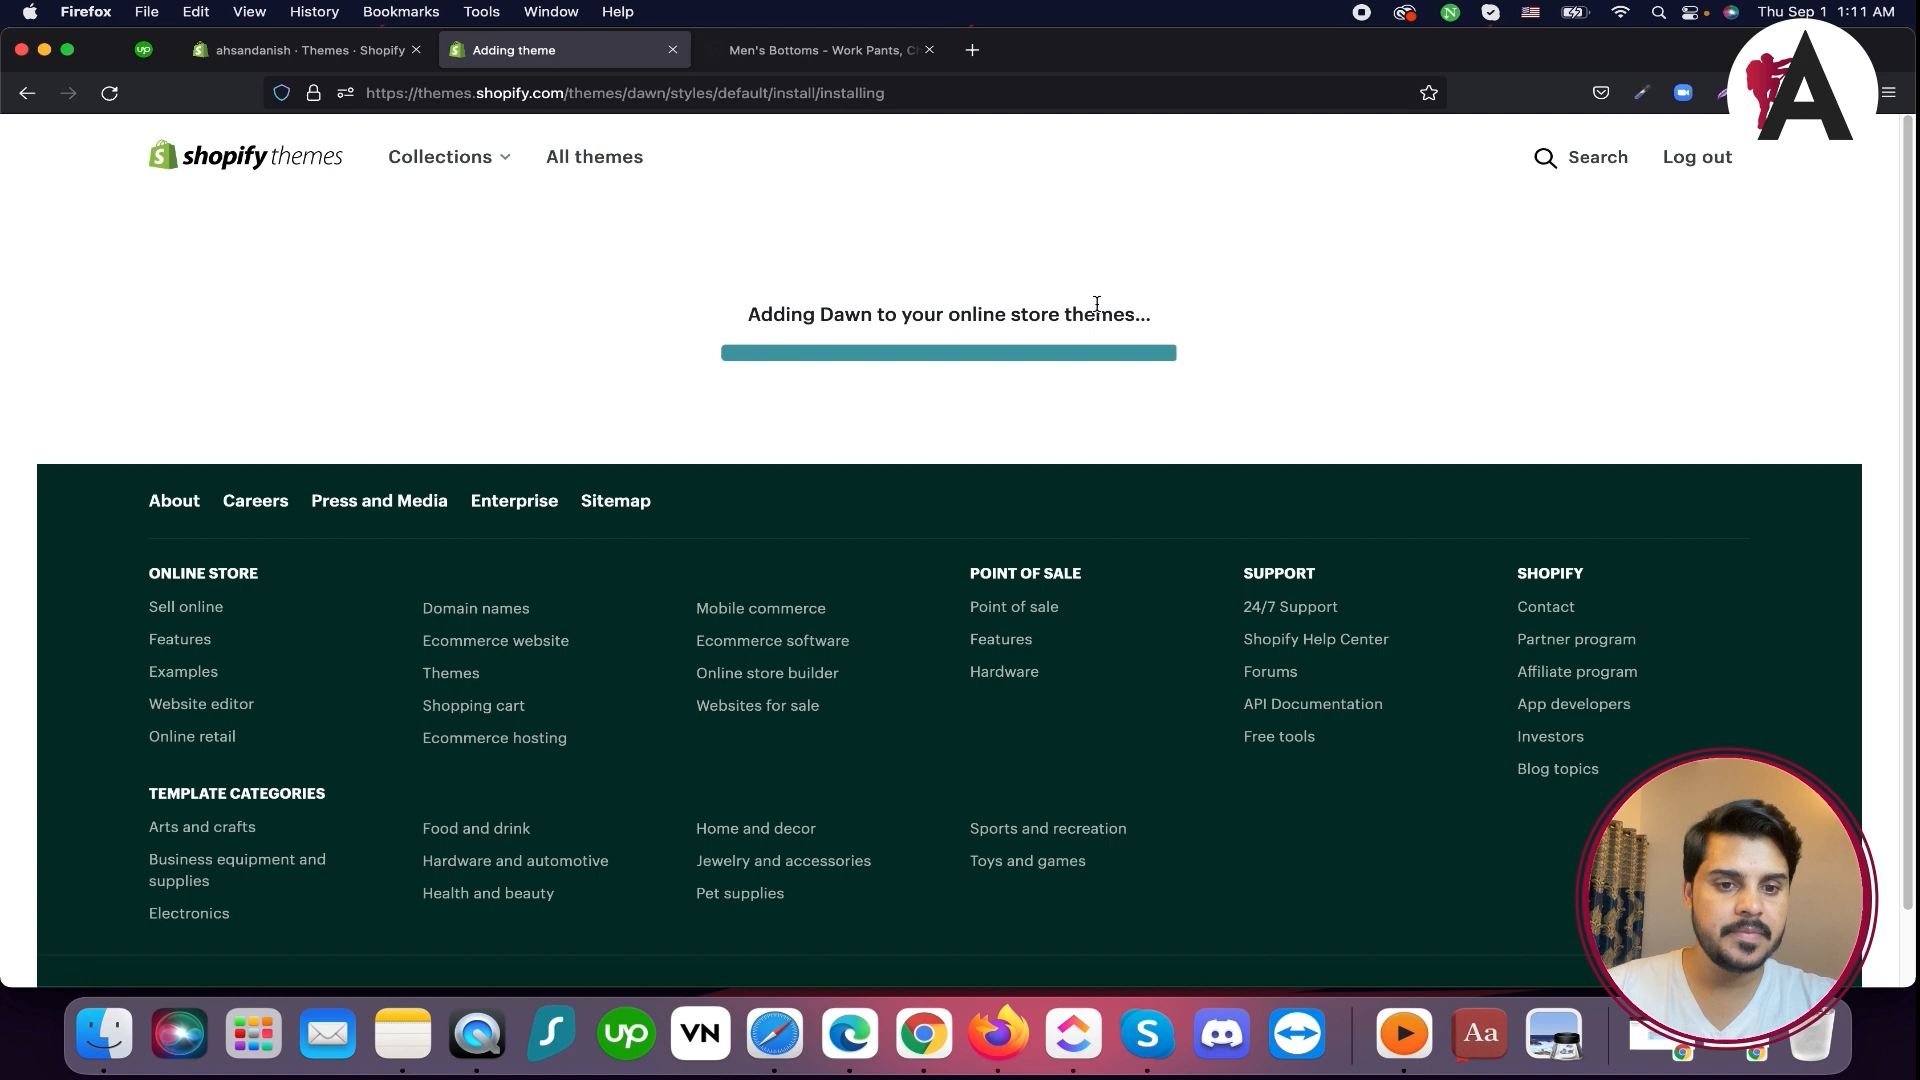 Firefox File Edit View History Bookmarks Tools Window Help
Thu Sep 1 1:11 AM
up ahsandanish · Themes · Shopify
Adding theme
Men's Bottoms - Work Pants, C
https://themes.shopify.com/themes/dawn/styles/default/install/installing
A
shopify themes
Collections
All themes
Search
Log out
Adding Dawn to your online store themes...
About Careers Press and Media Enterprise Sitemap
ONLINE STORE
Sell online
Features
Examples
Website editor
Online retail
Domain names
Ecommerce website
Themes
Shopping cart
Ecommerce hosting
Mobile commerce
Ecommerce software
Online store builder
Websites for sale
POINT OF SALE
Point of sale
Features
Hardware
SUPPORT
24/7 Support
Shopify Help Center
Forums
API Documentation
Free tools
SHOPIFY
Contact
Partner program
Affiliate program
App developers
Investors
Blog topics
TEMPLATE CATEGORIES
Arts and crafts
Business equipment and
supplies
Electronics
Food and drink
Hardware and automotive
Health and beauty
Home and decor
Jewelry and accessories
Pet supplies
Sports and recreation
Toys and games
up
VN
S
Aa